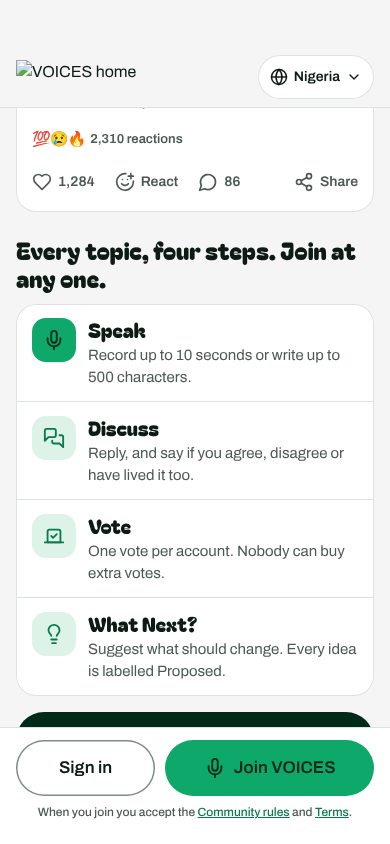 VOICES home
Nigeria
2,310 reactions
1,284
React
86
Share
Every topic, four steps. Join at
any one.
Speak
Record up to 10 seconds or write up to
500 characters.
Discuss
Reply, and say if you agree, disagree or
have lived it too.
Vote
One vote per account. Nobody can buy
extra votes.
What Next?
Suggest what should change. Every idea
is labelled Proposed.
Sign in
Join VOICES
When you join you accept the Community rules and Terms.